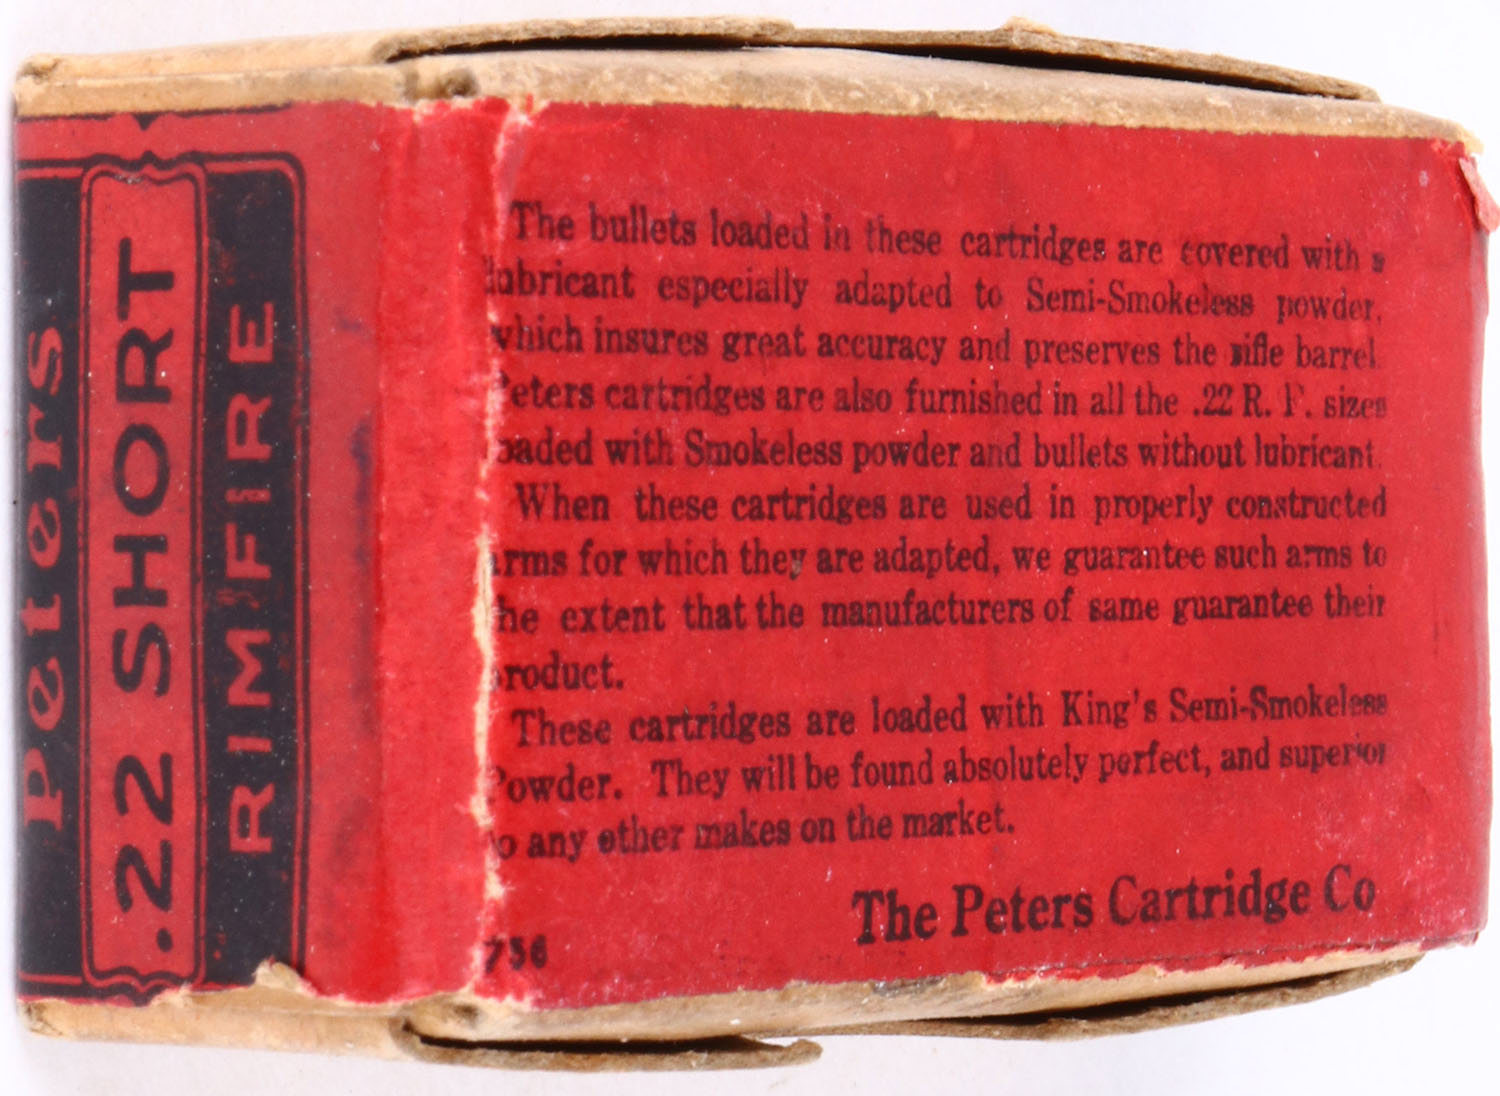 Peters
.22 SHORT
RIMFIRE
The bullets loaded in these cartridges are covered with a
lubricant especially adapted to Semi-Smokeless powder,
which insures great accuracy and preserves the rifle barrel.
Peters cartridges are also furnished in all the .22 R. F. sizes
loaded with Smokeless powder and bullets without lubricant.
When these cartridges are used in properly constructed
arms for which they are adapted, we guarantee such arms to
the extent that the manufacturers of same guarantee their
product.
These cartridges are loaded with King's Semi-Smokeless
Powder. They will be found absolutely perfect, and superior
to any other makes on the market.
The Peters Cartridge Co
736